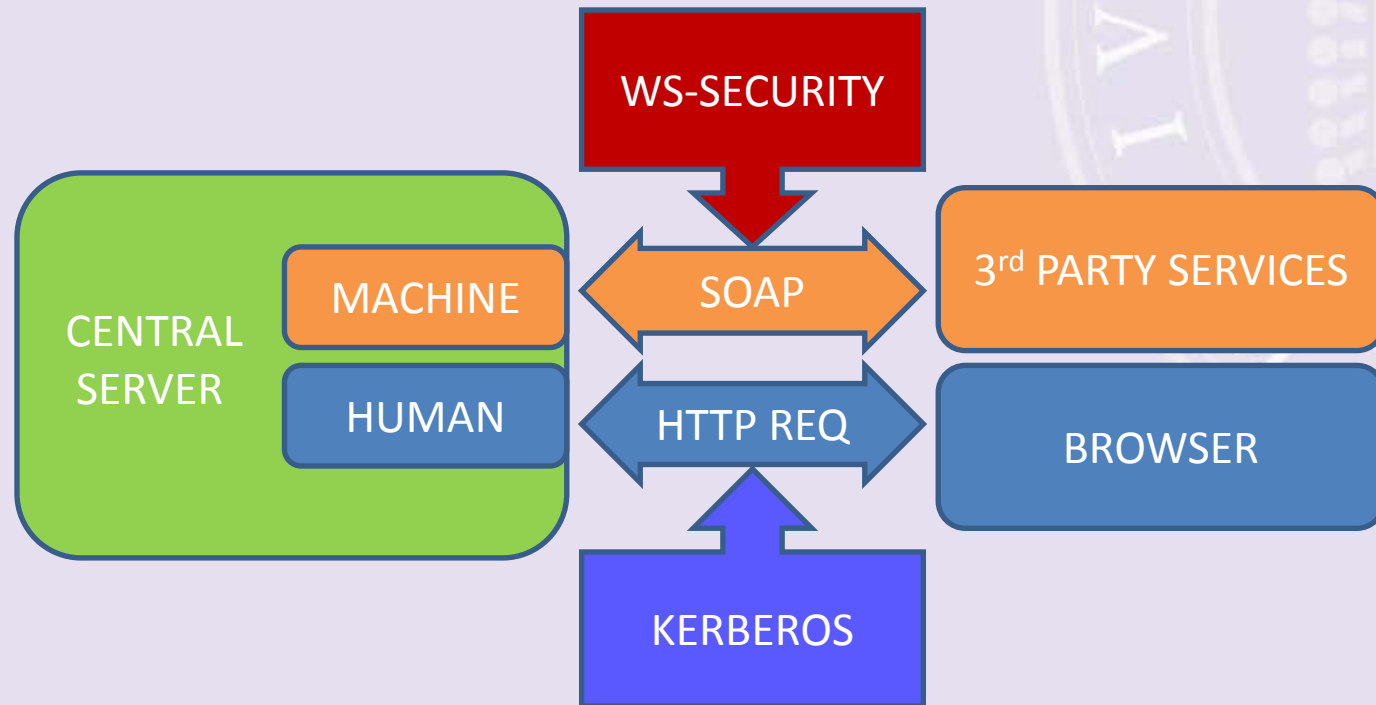 WS-SECURITY
CENTRAL
SERVER
MACHINE
SOAP
3rd PARTY SERVICES
HUMAN
HTTP REQ
BROWSER
KERBEROS
I V